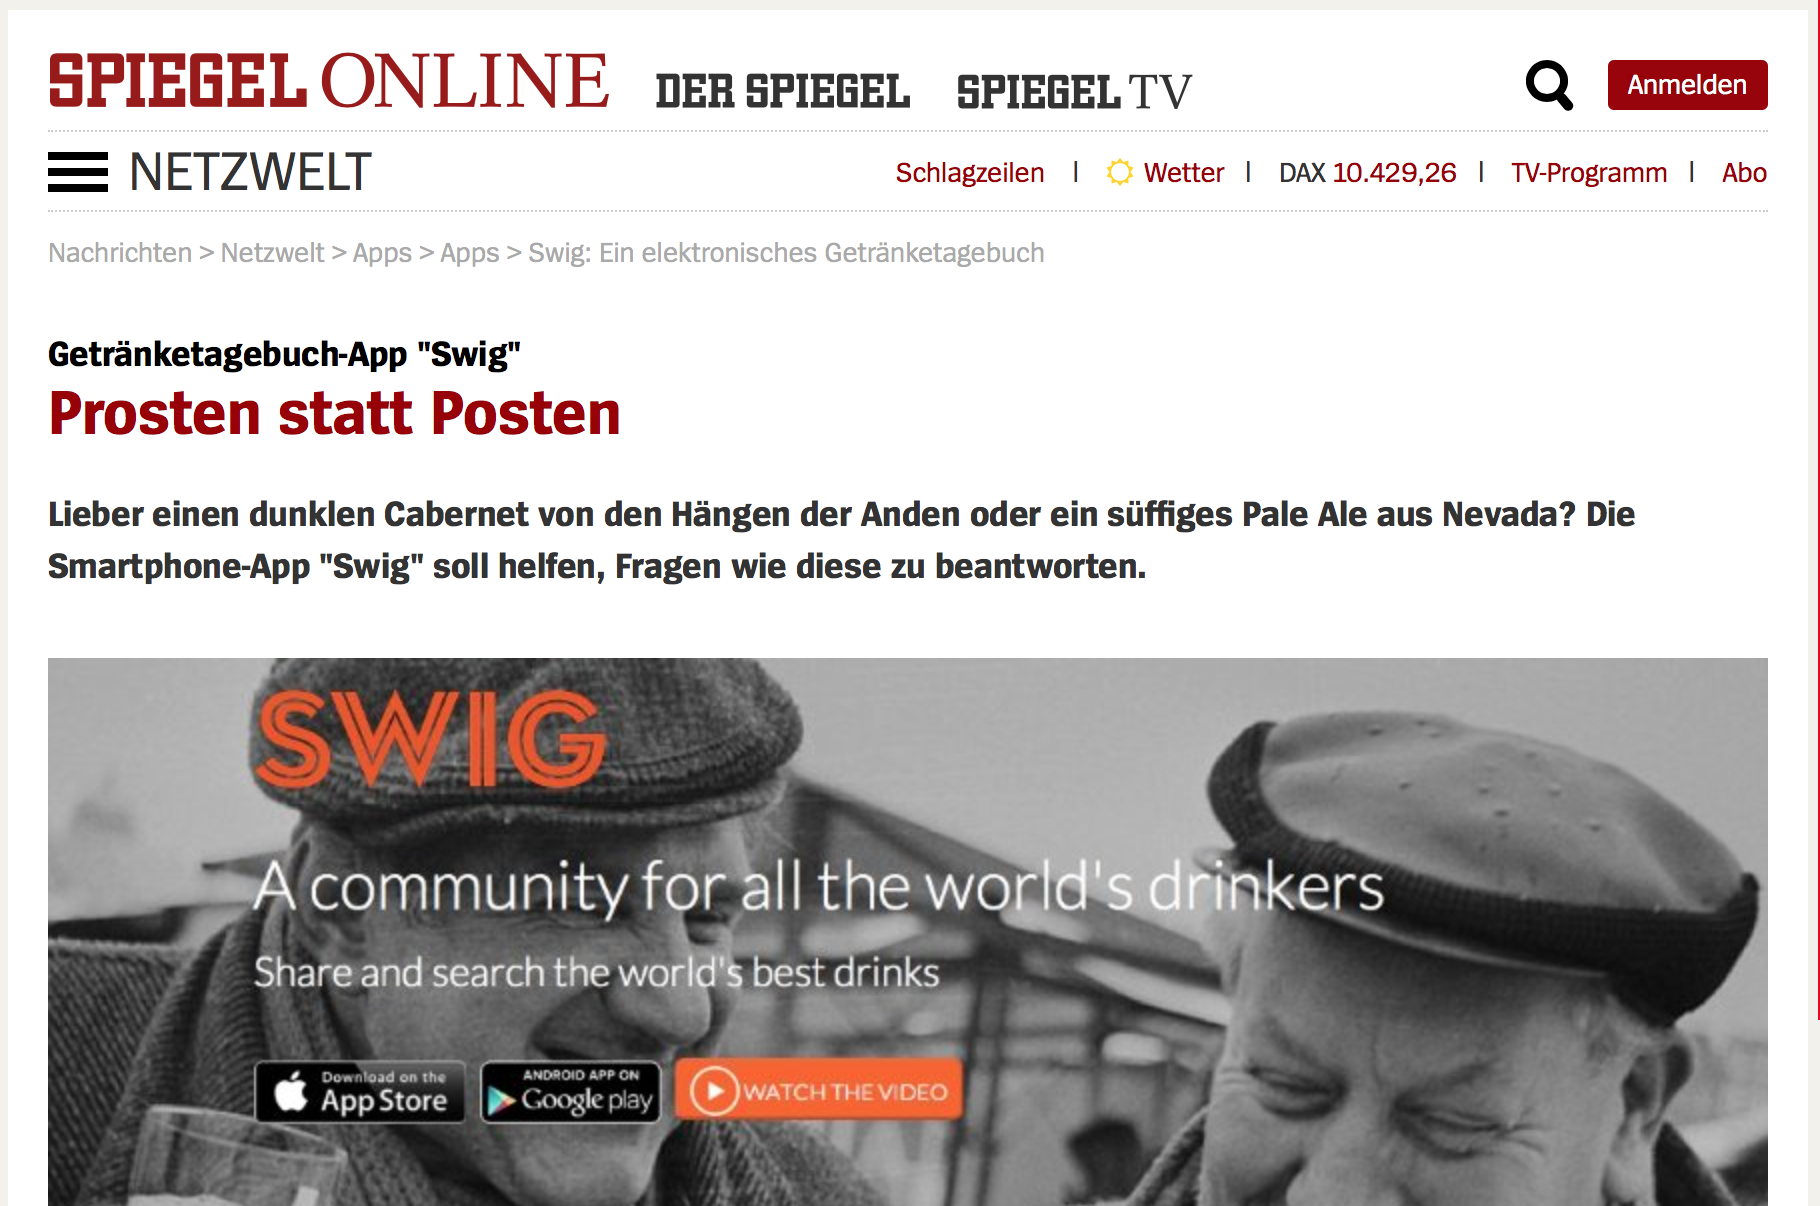 SPIEGEL ONLINE DER SPIEGEL SPIEGEL TV Anmelden
NETZWELT Schlagzeilen | Wetter | DAX 10.429,26 | TV-Programm | Abo
Nachrichten > Netzwelt > Apps > Apps > Swig: Ein elektronisches Getränketagebuch
Getränketagebuch-App "Swig"
Prosten statt Posten
Lieber einen dunklen Cabernet von den Hängen der Anden oder ein süffiges Pale Ale aus Nevada? Die
Smartphone-App "Swig" soll helfen, Fragen wie diese zu beantworten.
SWIG
A community for all the world's drinkers
Share and search the world's best drinks
Download on the
App Store
ANDROID APP ON
Google play
WATCH THE VIDEO